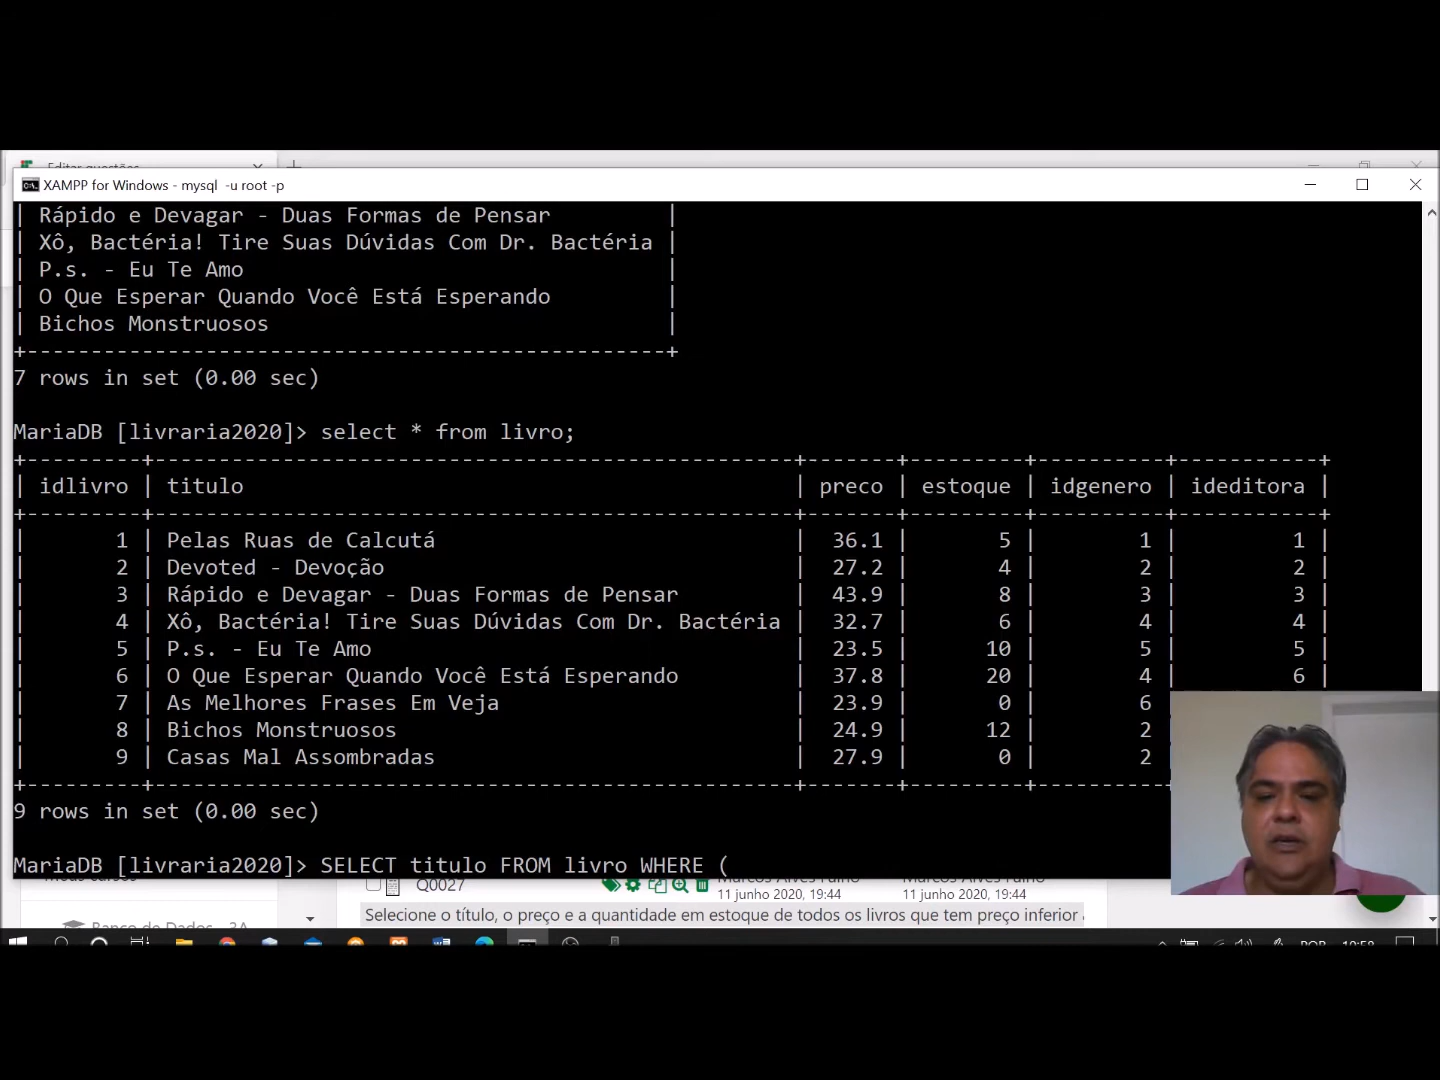 Editar questões
XAMPP for Windows - mysql -u root -p
| Rápido e Devagar - Duas Formas de Pensar |
| Xô, Bactéria! Tire Suas Dúvidas Com Dr. Bactéria |
| P.s. - Eu Te Amo |
| O Que Esperar Quando Você Está Esperando |
| Bichos Monstruosos |
+--------------------------------------------------+
7 rows in set (0.00 sec)
MariaDB [livraria2020]> select * from livro;
+---------+--------------------------------------------------+-------+---------+----------+-----------+
| idlivro | titulo | preco | estoque | idgenero | ideditora |
+---------+--------------------------------------------------+-------+---------+----------+-----------+
| 1 | Pelas Ruas de Calcutá | 36.1 | 5 | 1 | 1 |
| 2 | Devoted - Devoção | 27.2 | 4 | 2 | 2 |
| 3 | Rápido e Devagar - Duas Formas de Pensar | 43.9 | 8 | 3 | 3 |
| 4 | Xô, Bactéria! Tire Suas Dúvidas Com Dr. Bactéria | 32.7 | 6 | 4 | 4 |
| 5 | P.s. - Eu Te Amo | 23.5 | 10 | 5 | 5 |
| 6 | O Que Esperar Quando Você Está Esperando | 37.8 | 20 | 4 | 6 |
| 7 | As Melhores Frases Em Veja | 23.9 | 0 | 6 |
| 8 | Bichos Monstruosos | 24.9 | 12 | 2 |
| 9 | Casas Mal Assombradas | 27.9 | 0 | 2 |
+---------+--------------------------------------------------+-------+---------+----------
9 rows in set (0.00 sec)
MariaDB [livraria2020]> SELECT titulo FROM livro WHERE (
Q0027
11 junho 2020, 19:44
11 junho 2020, 19:44
Selecione o título, o preço e a quantidade em estoque de todos os livros que tem preço inferior
Banco de Dados - 3A